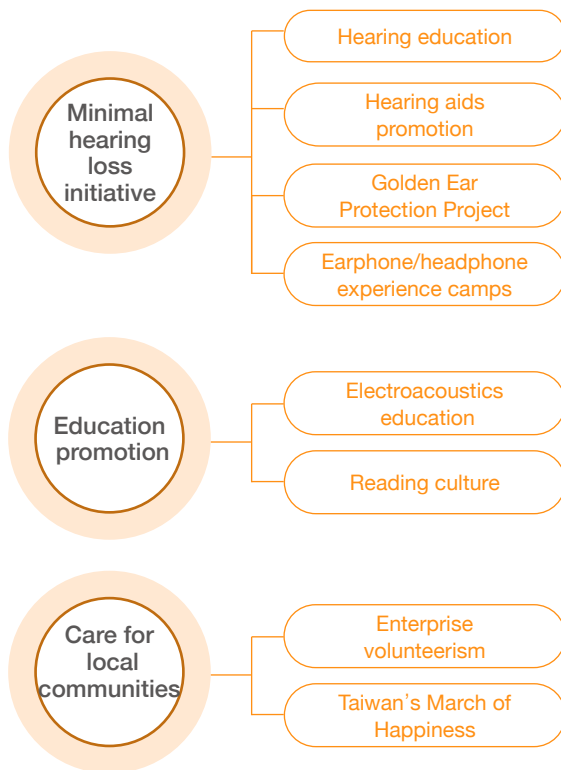 Minimal
hearing
loss
initiative
Hearing education
Hearing aids
promotion
Golden Ear
Protection Project
Earphone/headphone
experience camps
Education
promotion
Electroacoustics
education
Reading culture
Care for
local
communities
Enterprise
volunteerism
Taiwan’s March of
Happiness